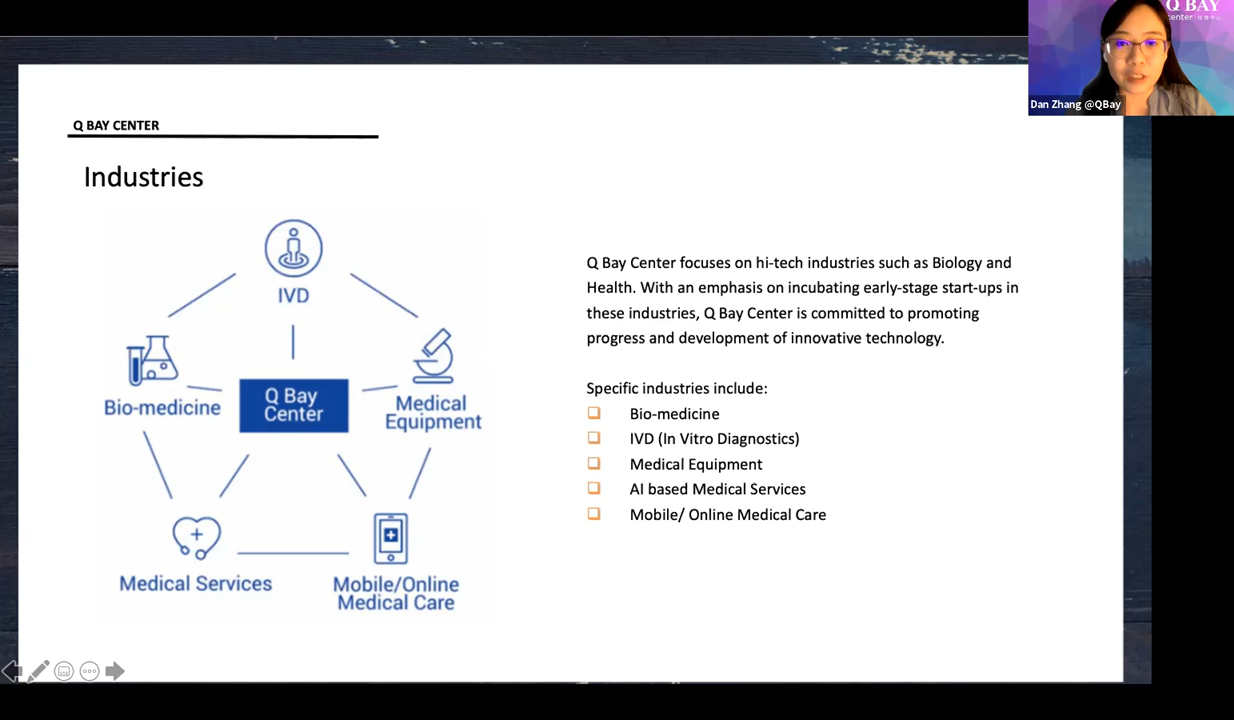 Q BAY
center
Dan Zhang @QBay
Q BAY CENTER
Industries
IVD
Bio-medicine
Q Bay
Center
Medical
Equipment
Medical Services
Mobile/Online
Medical Care
Q Bay Center focuses on hi-tech industries such as Biology and
Health. With an emphasis on incubating early-stage start-ups in
these industries, Q Bay Center is committed to promoting
progress and development of innovative technology.
Specific industries include:
Bio-medicine
IVD (In Vitro Diagnostics)
Medical Equipment
AI based Medical Services
Mobile/ Online Medical Care